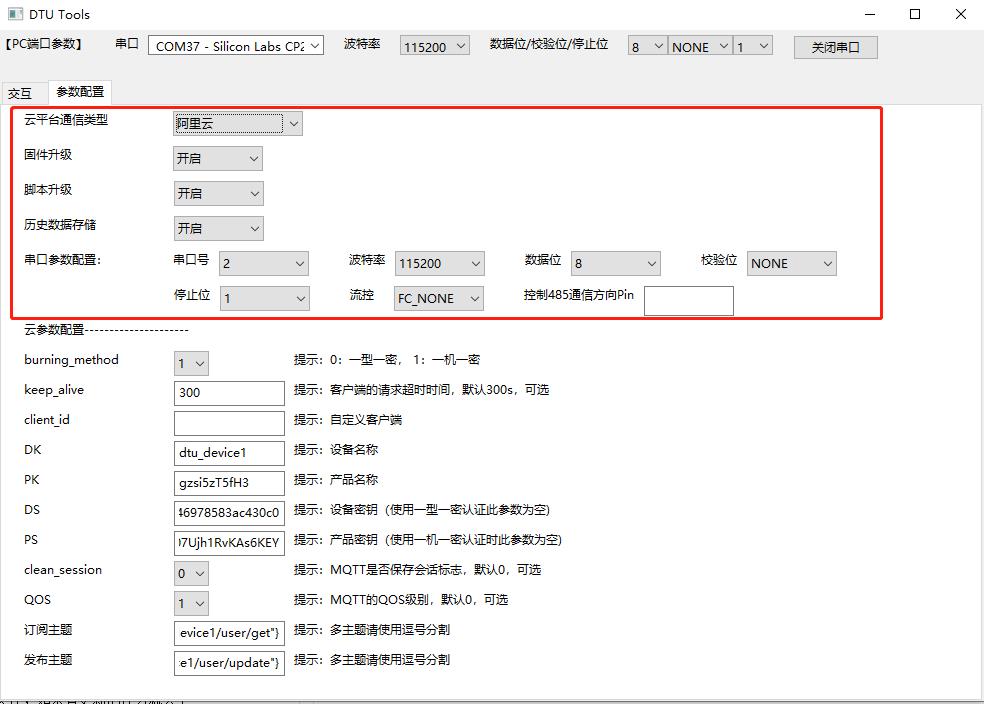 DTU Tools
【PC端口参数】 串口 COM37 - Silicon Labs CP2 波特率 115200 数据位/校验位/停止位 8 NONE 1 关闭串口
交互 参数配置
云平台通信类型 阿里云
固件升级 开启
脚本升级 开启
历史数据存储 开启
串口参数配置: 串口号 2 波特率 115200 数据位 8 校验位 NONE
停止位 1 流控 FC_NONE 控制485通信方向Pin
云参数配置---------------------
burning_method 1 提示：0：一型一密， 1：一机一密
keep_alive 300 提示：客户端的请求超时时间，默认300s，可选
client_id 提示：自定义客户端
DK dtu_device1 提示：设备名称
PK gzsi5zT5fH3 提示：产品名称
DS 6978583ac430c0 提示：设备密钥（使用一型一密认证此参数为空)
PS 7Ujh1RvKAs6KEY 提示：产品密钥（使用一机一密认证时此参数为空)
clean_session 0 提示：MQTT是否保存会话标志，默认0，可选
QOS 1 提示：MQTT的QOS级别，默认0，可选
订阅主题 evice1/user/get"} 提示：多主题请使用逗号分割
发布主题 e1/user/update"} 提示：多主题请使用逗号分割